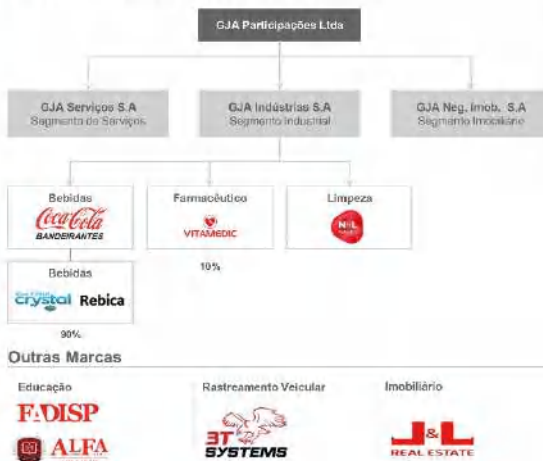 GJA Participações Ltda
GJA Serviços S.A
Segmento de Serviços
GJA Indústrias S.A
Segmento Industrial
GJA Neg. Imob. S.A
Segmento Imobiliário
Bebidas
Coca-Cola
BANDEIRANTES
Farmacêutico
VITAMEDIC
Limpeza
10%
Bebidas
crystal
Rebica
90%
Outras Marcas
Educação
FADISP
ALFA
Rastreamento Veicular
3T
SYSTEMS
Imobiliário
J&L
REAL ESTATE